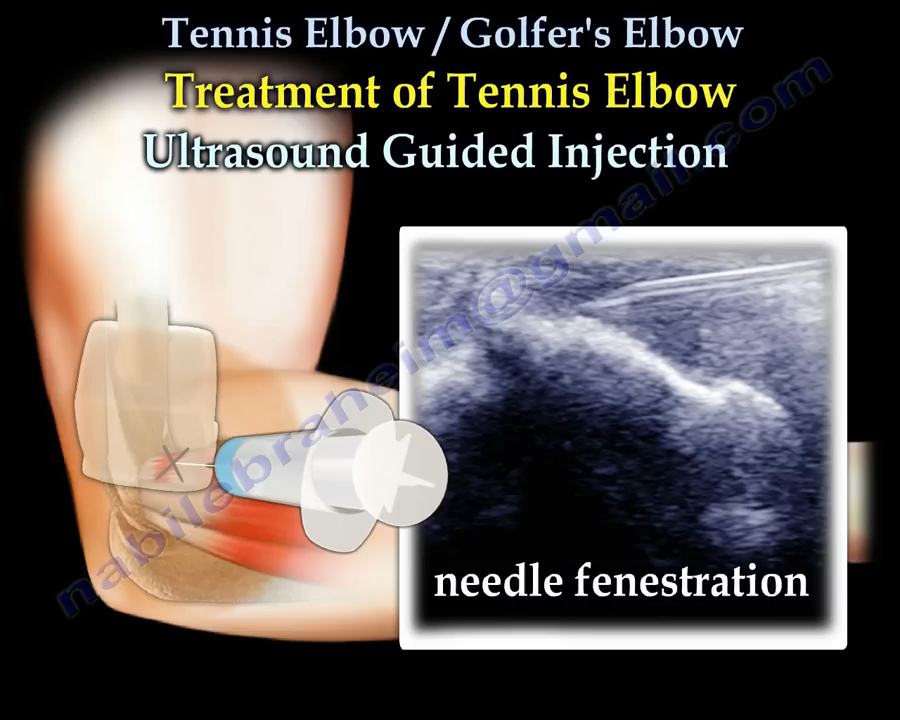 Tennis Elbow / Golfer's Elbow
Treatment of Tennis Elbow
Ultrasound Guided Injection
nabilebraheim@gmail.com
needle fenestration